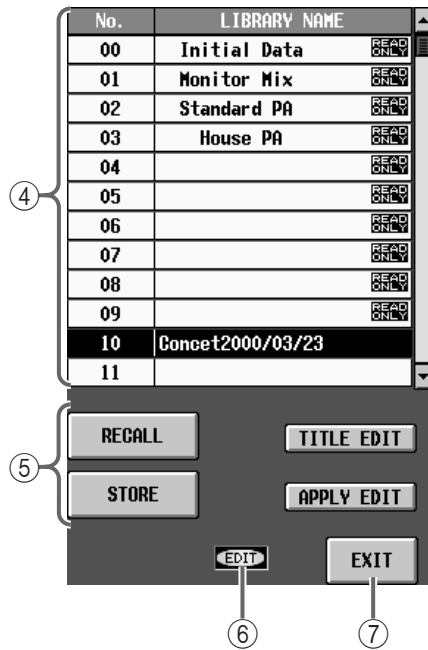 No. LIBRARY NAME
00 Initial Data READ ONLY
01 Monitor Mix READ ONLY
02 Standard PA READ ONLY
03 House PA READ ONLY
04 READ ONLY
05 READ ONLY
06 READ ONLY
07 READ ONLY
08 READ ONLY
09 READ ONLY
10 Concet2000/03/23
11
④
RECALL TITLE EDIT
⑤
STORE APPLY EDIT
EDIT EXIT
⑥ ⑦